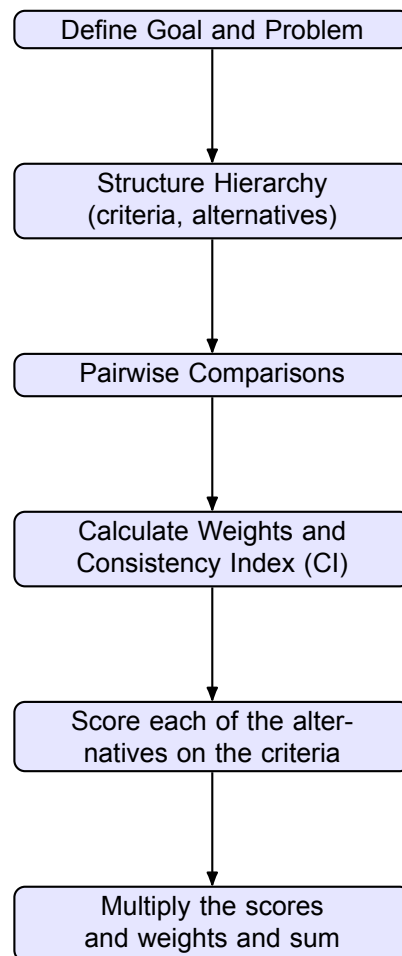 Define Goal and Problem
Structure Hierarchy
(criteria, alternatives)
Pairwise Comparisons
Calculate Weights and
Consistency Index (CI)
Score each of the alter-
natives on the criteria
Multiply the scores
and weights and sum